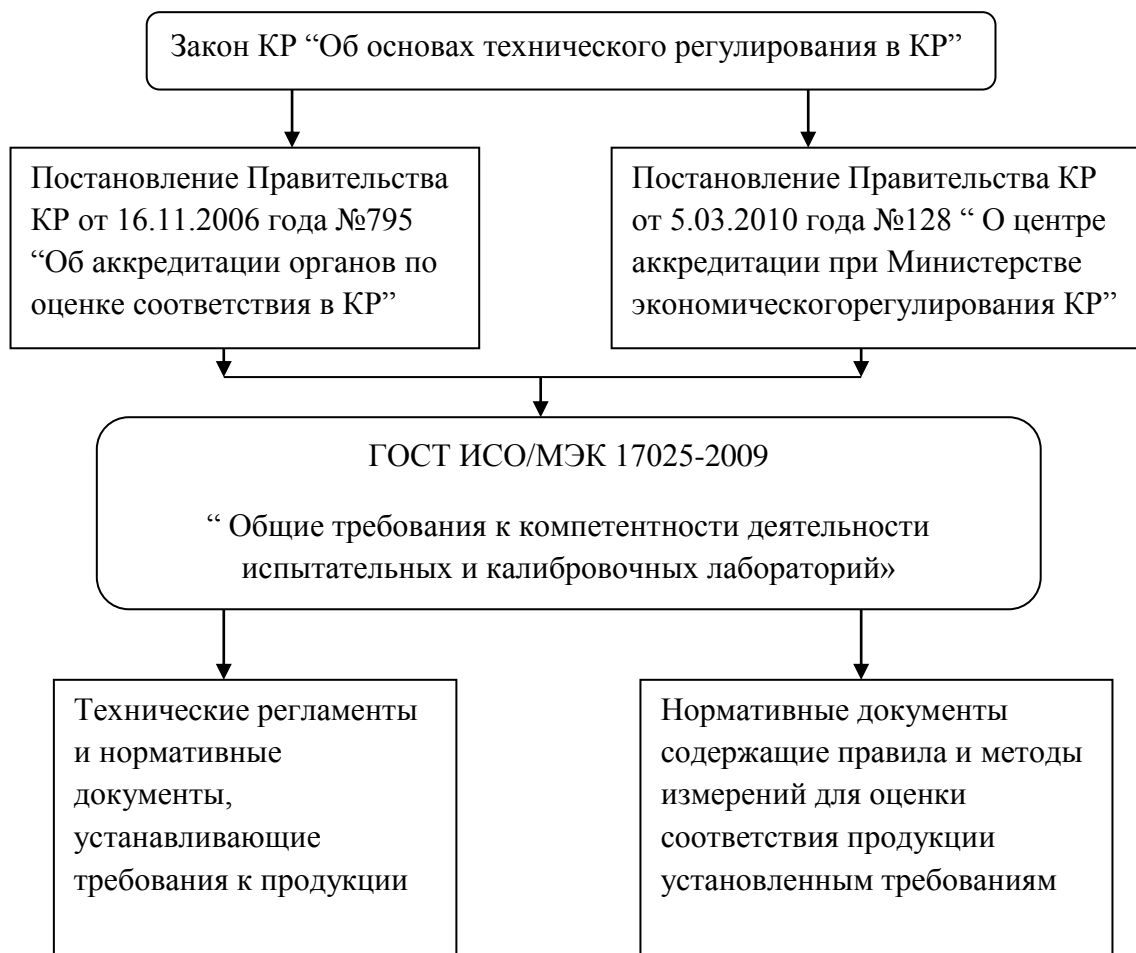 Закон КР “Об основах технического регулирования в КР”
Постановление Правительства
КР от 16.11.2006 года №795
“Об аккредитации органов по
оценке соответствия в КР”
Постановление Правительства КР
от 5.03.2010 года №128 “ О центре
аккредитации при Министерстве
экономическогорегулирования КР”
ГОСТ ИСО/МЭК 17025-2009
“ Общие требования к компетентности деятельности
испытательных и калибровочных лабораторий»
Технические регламенты
и нормативные
документы,
устанавливающие
требования к продукции
Нормативные документы
содержащие правила и методы
измерений для оценки
соответствия продукции
установленным требованиям